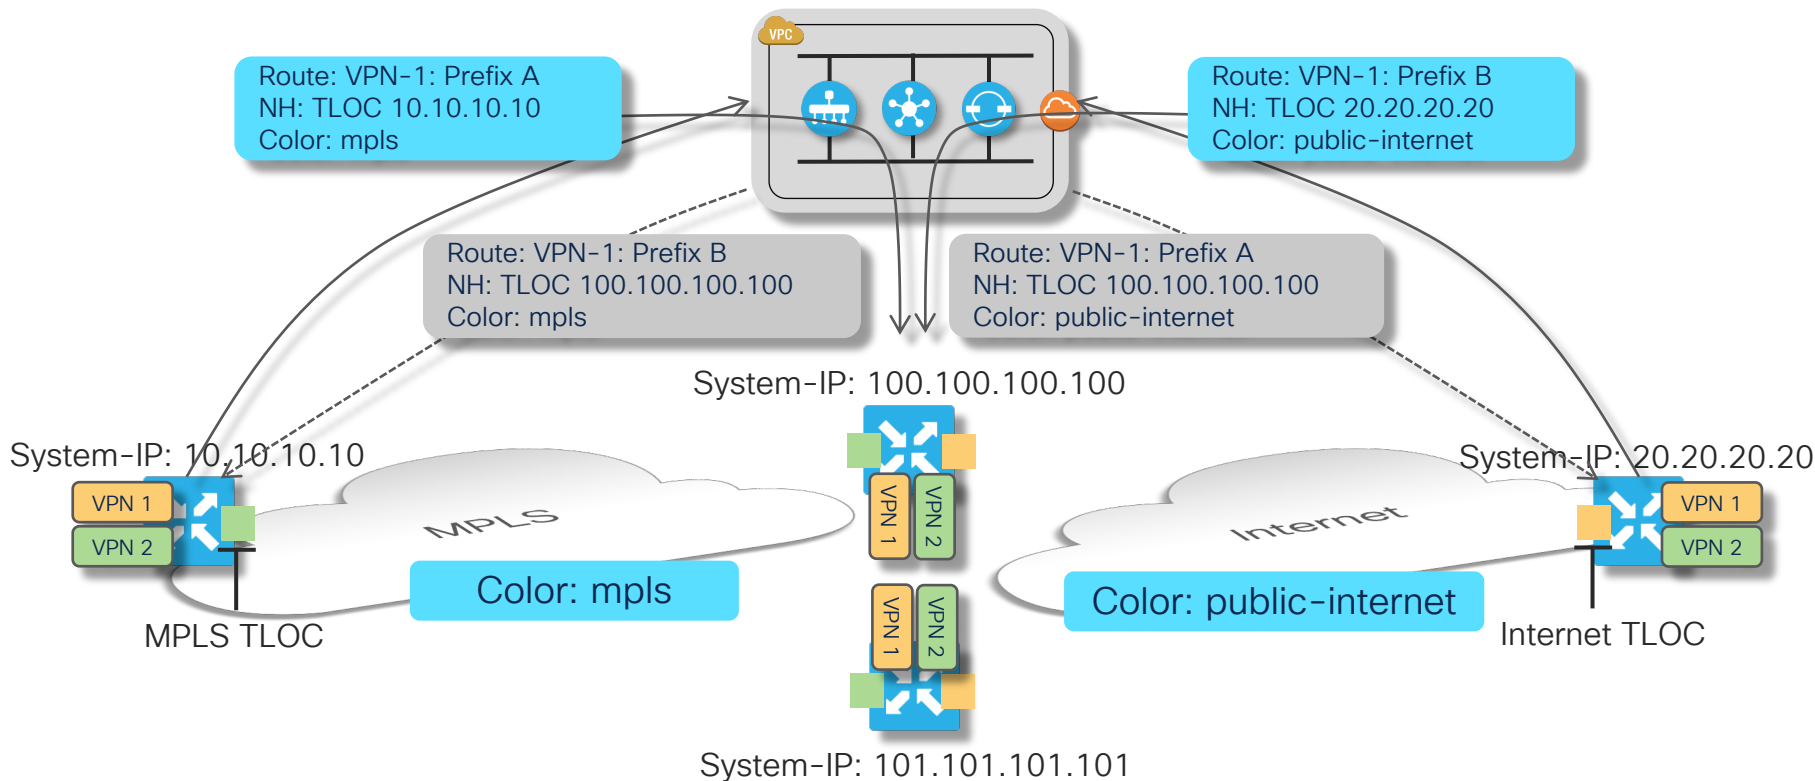 VPC
Route: VPN-1: Prefix A
NH: TLOC 10.10.10.10
Color: mpls
Route: VPN-1: Prefix B
NH: TLOC 20.20.20.20
Color: public-internet
Route: VPN-1: Prefix B
NH: TLOC 100.100.100.100
Color: mpls
Route: VPN-1: Prefix A
NH: TLOC 100.100.100.100
Color: public-internet
System-IP: 100.100.100.100
System-IP: 10.10.10.10
System-IP: 20.20.20.20
VPN 1
VPN 2
MPLS
VPN 1
VPN 2
Internet
VPN 1
VPN 2
Color: mpls
Color: public-internet
VPN 1
VPN 2
MPLS TLOC
Internet TLOC
System-IP: 101.101.101.101